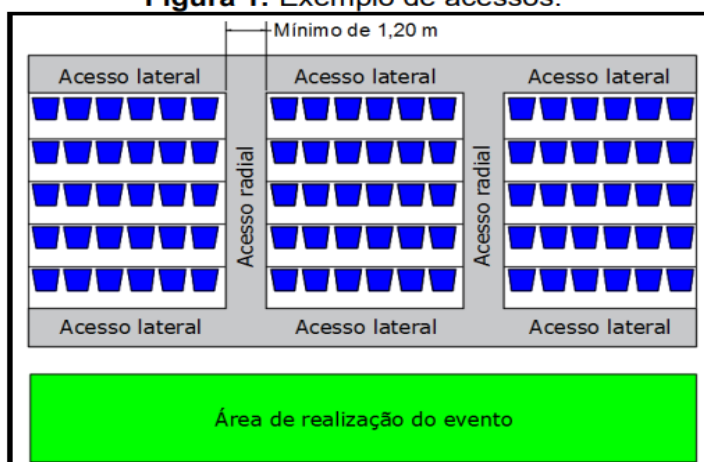 Figura 1: Exemplo de acessos.
Mínimo de 1,20 m
Acesso lateral Acesso lateral Acesso lateral
Acesso radial Acesso radial
Acesso lateral Acesso lateral Acesso lateral
Área de realização do evento